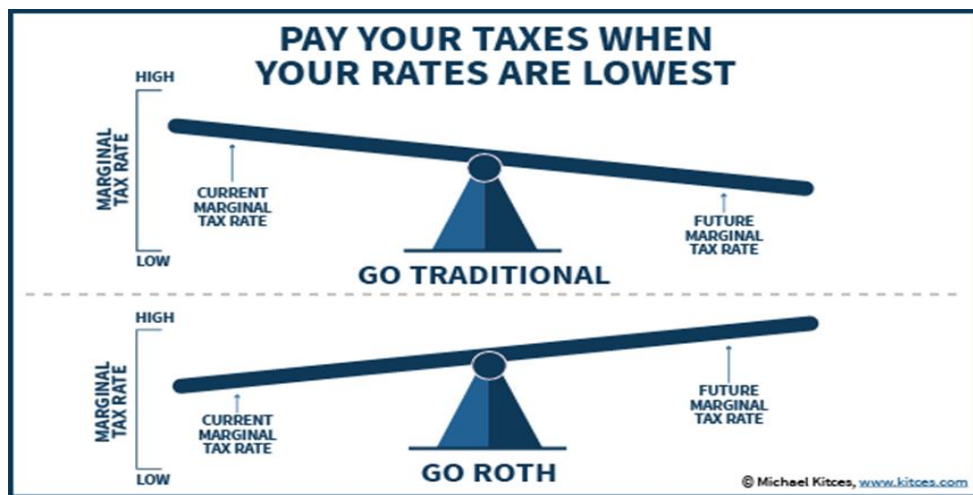 PAY YOUR TAXES WHEN
YOUR RATES ARE LOWEST
HIGH
MARGINAL
TAX RATE
CURRENT
MARGINAL
TAX RATE
FUTURE
MARGINAL
TAX RATE
LOW
GO TRADITIONAL
HIGH
MARGINAL
TAX RATE
CURRENT
MARGINAL
TAX RATE
FUTURE
MARGINAL
TAX RATE
LOW
GO ROTH
© Michael Kitces, www.kitces.com